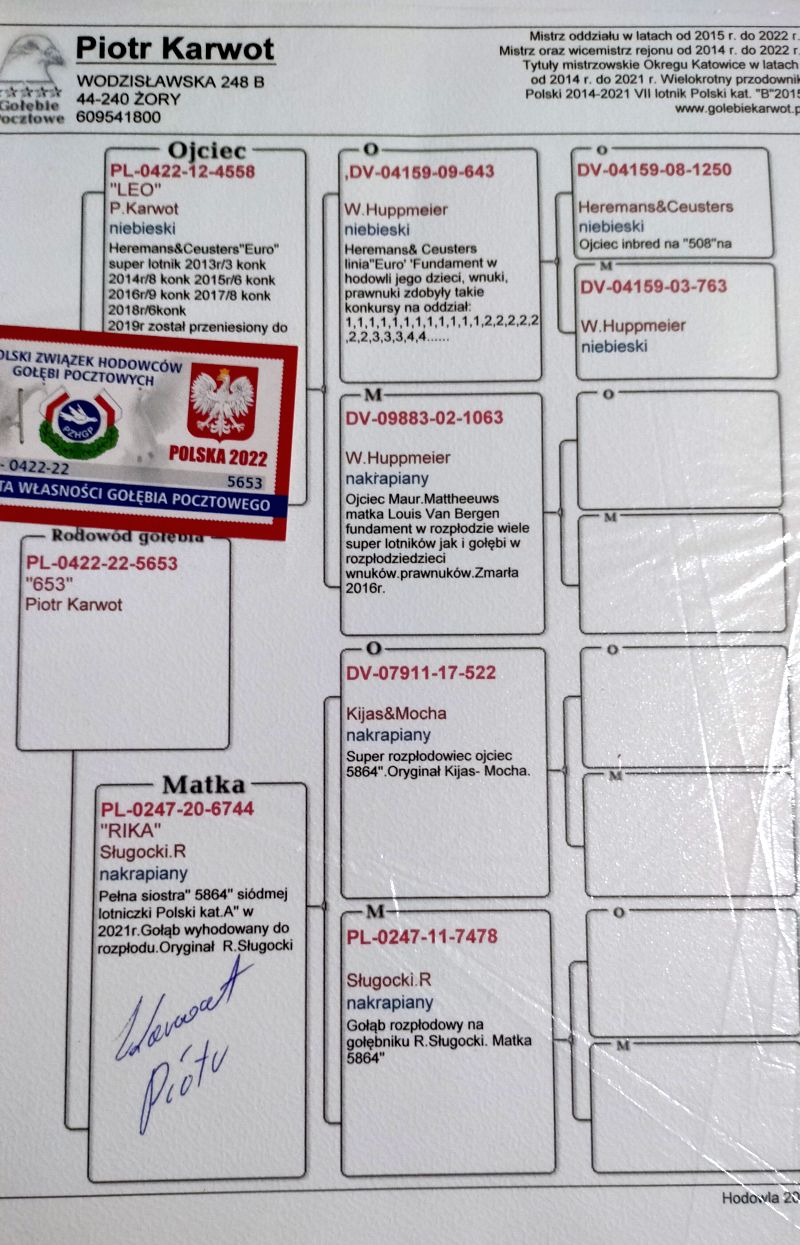 Piotr Karwot
WODZISŁAWSKA 248 B
44-240 ŻORY
609541800
Gołębie
Pocztowe
Mistrz oddziału w latach od 2015 r. do 2022 r.
Mistrz oraz wicemistrz rejonu od 2014 r. do 2022 r.
Tytuły mistrzowskie Okregu Katowice w latach
od 2014 r. do 2021 r. Wielokrotny przodownik
Polski 2014-2021 VII lotnik Polski kat. "B"2015
www.golebiekarwot.p
Ojciec
PL-0422-12-4558
"LEO"
P.Karwot
niebieski
Heremans&Ceusters"Euro"
super lotnik 2013r/3 konk
2014r/8 konk 2015r/6 konk
2016r/9 konk 2017/8 konk
2018r/6konk
2019r został przeniesiony do
OLSKI ZWIĄZEK HODOWCÓW
GOŁĘBI POCZTOWYCH
PZHGP
POLSKA 2022
- 0422-22
5653
TA WŁASNOŚCI GOŁĘBIA POCZTOWEGO
Rodowód gołębia
PL-0422-22-5653
"653"
Piotr Karwot
Matka
PL-0247-20-6744
"RIKA"
Sługocki.R
nakrapiany
Pełna siostra" 5864" siódmej
lotniczki Polski kat.A" w
2021r.Gołąb wyhodowany do
rozpłodu.Oryginał R.Sługocki
Karwot
Piotr
O
,DV-04159-09-643
W.Huppmeier
niebieski
Heremans& Ceusters
linia"Euro' 'Fundament w
hodowli jego dzieci, wnuki,
prawnuki zdobyły takie
konkursy na oddział:
1,1,1,1,1,1,1,1,1,1,1,1,2,2,2,2,2
,2,2,3,3,3,4,4......
M
DV-09883-02-1063
W.Huppmeier
nakrapiany
Ojciec Maur.Mattheeuws
matka Louis Van Bergen
fundament w rozpłodzie wiele
super lotników jak i gołębi w
rozpłodziedzieci
wnuków.prawnuków.Zmarła
2016r.
O
DV-07911-17-522
Kijas&Mocha
nakrapiany
Super rozpłodowiec ojciec
5864".Oryginał Kijas- Mocha.
M
PL-0247-11-7478
Sługocki.R
nakrapiany
Gołąb rozpłodowy na
gołębniku R.Sługocki. Matka
5864"
O
DV-04159-08-1250
Heremans&Ceusters
niebieski
Ojciec inbred na "508"na
M
DV-04159-03-763
W.Huppmeier
niebieski
O
M
O
M
O
M
Hodowla 20